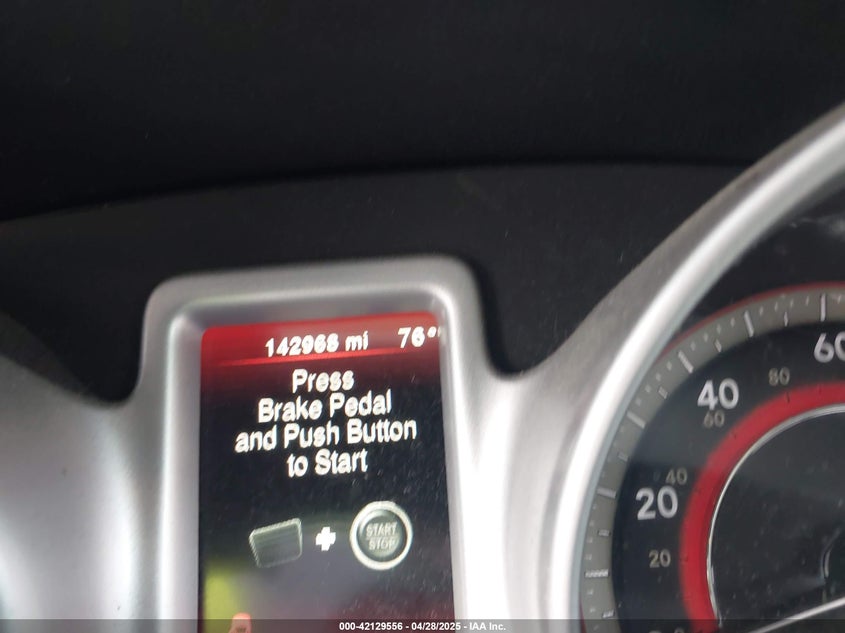 142968 mi 76°
Press
Brake Pedal
and Push Button
to Start
START
STOP
60
80
40
60
40
20
20
000-42129556 - 04/28/2025 - IAA Inc.